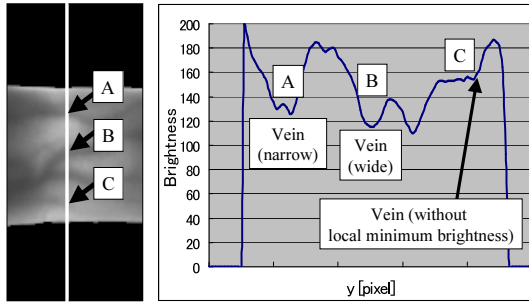 A
B
C
Brightness
200
180
160
140
120
100
80
60
40
20
0
A
B
C
Vein
(narrow)
Vein
(wide)
Vein (without
local minimum brightness)
y [pixel]